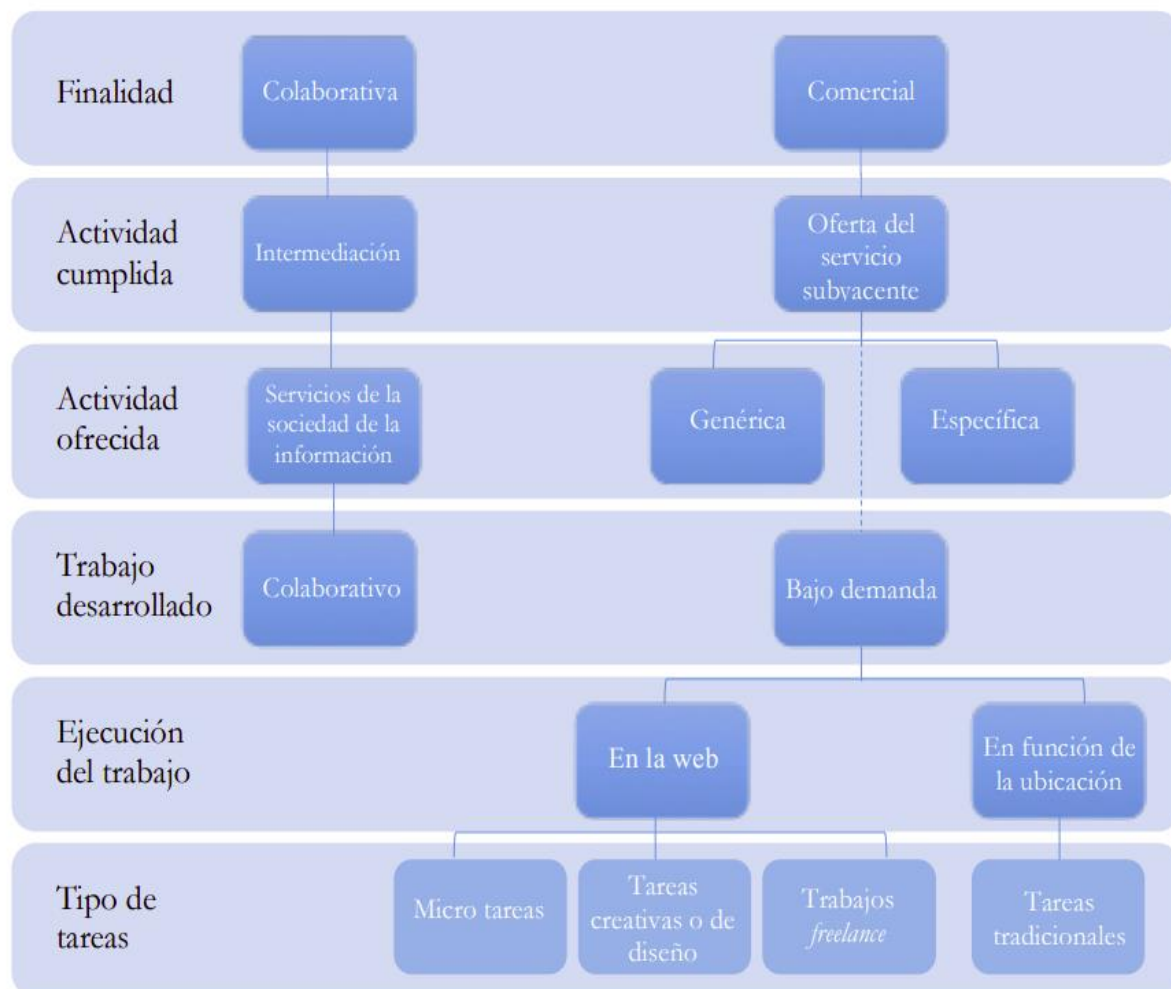 Finalidad
Colaborativa
Comercial
Actividad
cumplida
Intermediación
Oferta del
servicio
subyacente
Actividad
ofrecida
Servicios de la
sociedad de la
información
Genérica
Específica
Trabajo
desarrollado
Colaborativo
Bajo demanda
Ejecución
del trabajo
En la web
En función de
la ubicación
Tipo de
tareas
Micro tareas
Tareas
creativas o de
diseño
Trabajos
freelance
Tareas
tradicionales